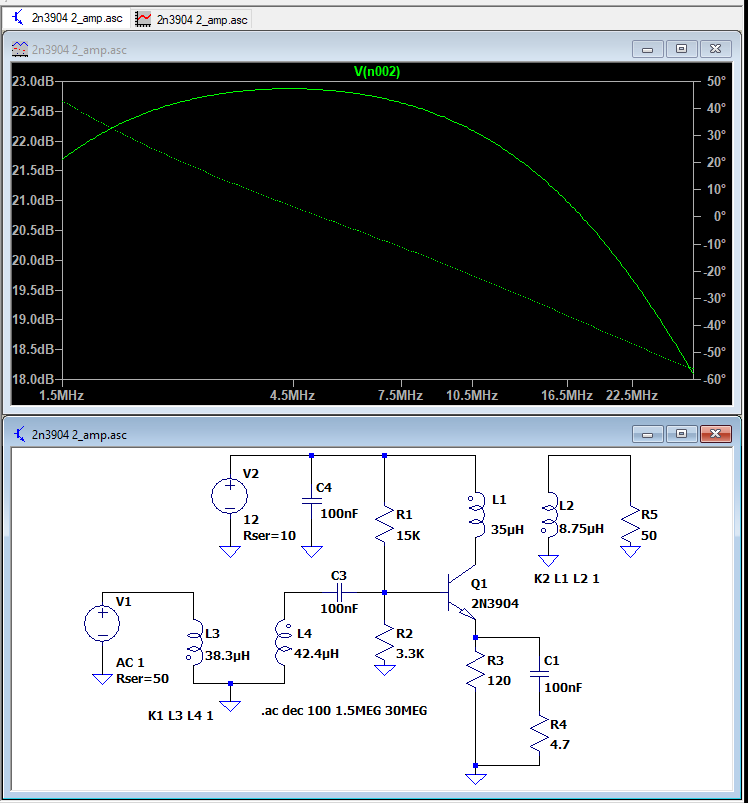 2n3904 2_amp.asc
2n3904 2_amp.asc
2n3904 2_amp.asc
V(n002)
23.0dB
22.5dB
22.0dB
21.5dB
21.0dB
20.5dB
20.0dB
19.5dB
19.0dB
18.5dB
18.0dB
50°
40°
30°
20°
10°
0°
-10°
-20°
-30°
-40°
-50°
-60°
1.5MHz 4.5MHz 7.5MHz 10.5MHz 16.5MHz 22.5MHz
2n3904 2_amp.asc
V2
12
Rser=10
C4
100nF
R1
15K
L1
35µH
L2
8.75µH
R5
50
K2 L1 L2 1
Q1
2N3904
C3
100nF
V1
AC 1
Rser=50
L3
38.3µH
L4
42.4µH
R2
3.3K
R3
120
C1
100nF
R4
4.7
K1 L3 L4 1
.ac dec 100 1.5MEG 30MEG